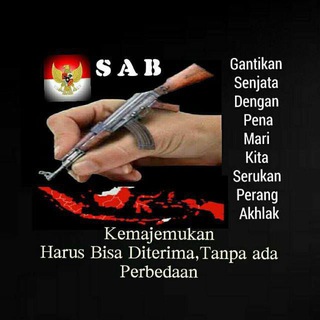 SAB
Gantikan
Senjata
Dengan
Pena
Mari
Kita
Serukan
Perang
Akhlak
Kemajemukan
Harus Bisa Diterima,Tanpa ada
Perbedaan